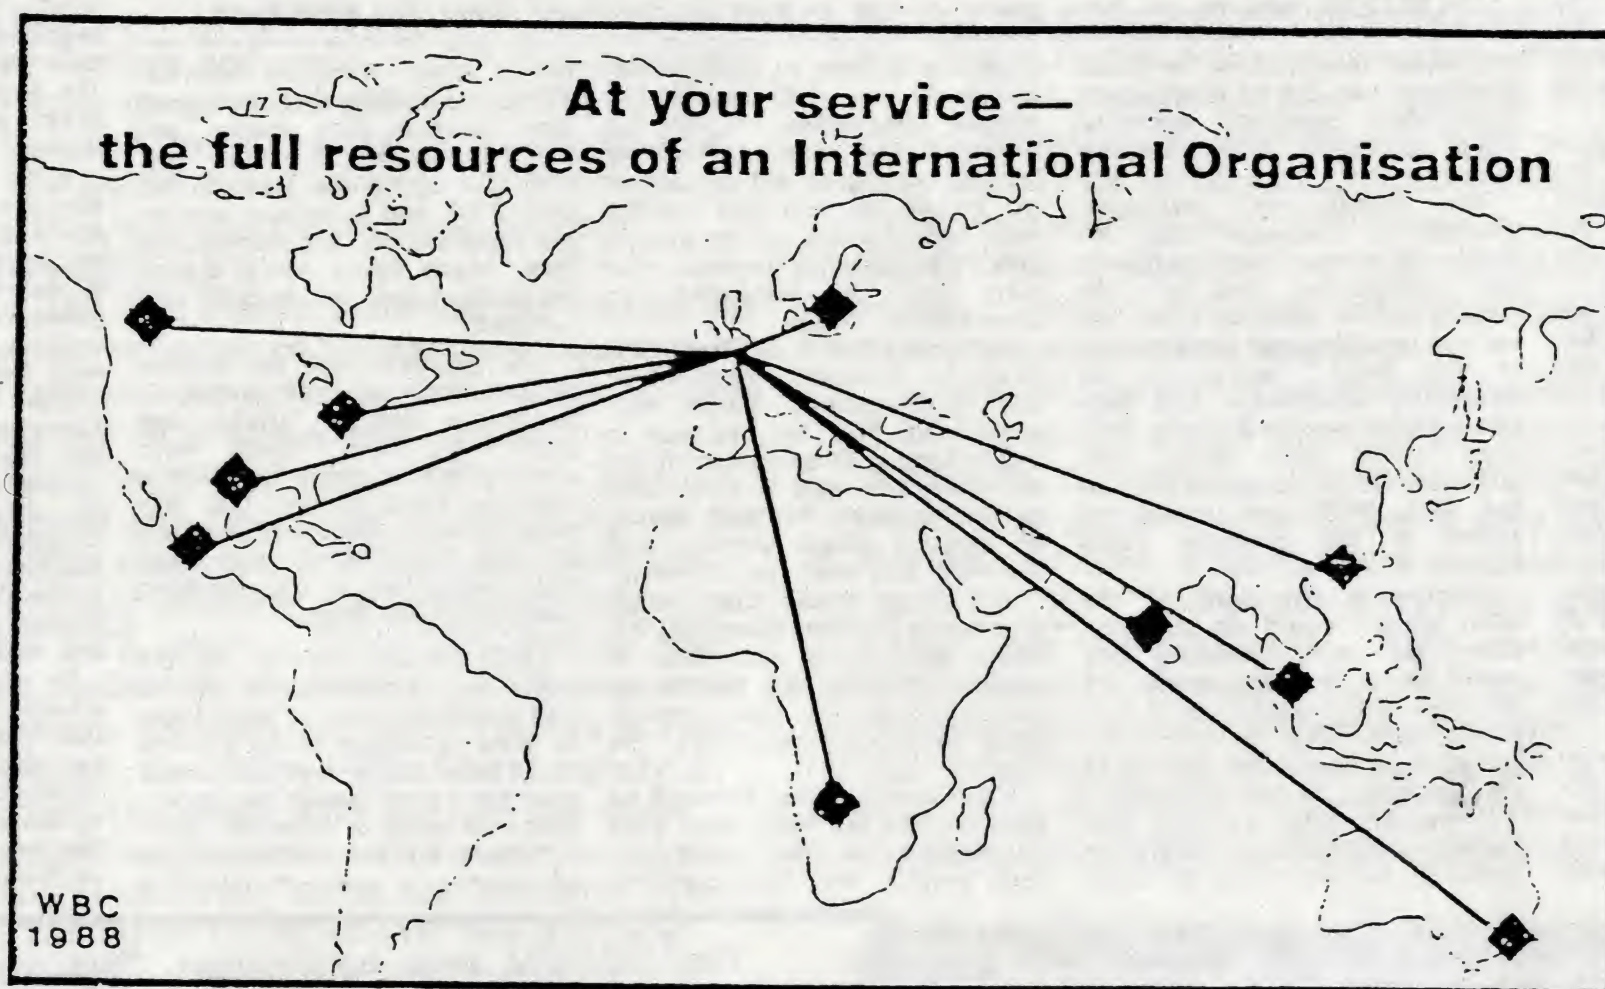 At your service —
the full resources of an International Organisation
WBC
1988